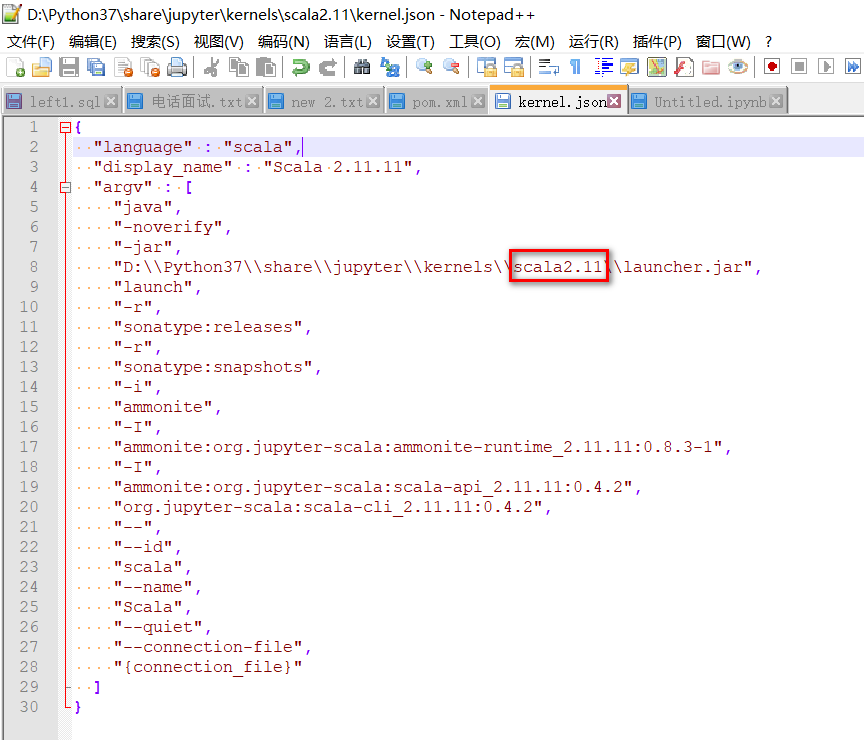 D:\Python37\share\jupyter\kernels\scala2.11\kernel.json - Notepad++
文件(F) 编辑(E) 搜索(S) 视图(V) 编码(N) 语言(L) 设置(T) 工具(O) 宏(M) 运行(R) 插件(P) 窗口(W) ?
left1.sql 电话面试.txt new 2.txt pom.xml kernel.json Untitled.ipynb
1 {
2 "language" : "scala",
3 "display_name" : "Scala 2.11.11",
4 "argv" : [
5 "java",
6 "-noverify",
7 "-jar",
8 "D:\\Python37\\share\\jupyter\\kernels\\scala2.11\\launcher.jar",
9 "launch",
10 "-r",
11 "sonatype:releases",
12 "-r",
13 "sonatype:snapshots",
14 "-i",
15 "ammonite",
16 "-I",
17 "ammonite:org.jupyter-scala:ammonite-runtime_2.11.11:0.8.3-1",
18 "-I",
19 "ammonite:org.jupyter-scala:scala-api_2.11.11:0.4.2",
20 "org.jupyter-scala:scala-cli_2.11.11:0.4.2",
21 "--",
22 "--id",
23 "scala",
24 "--name",
25 "Scala",
26 "--quiet",
27 "--connection-file",
28 "{connection_file}"
29 ]
30 }